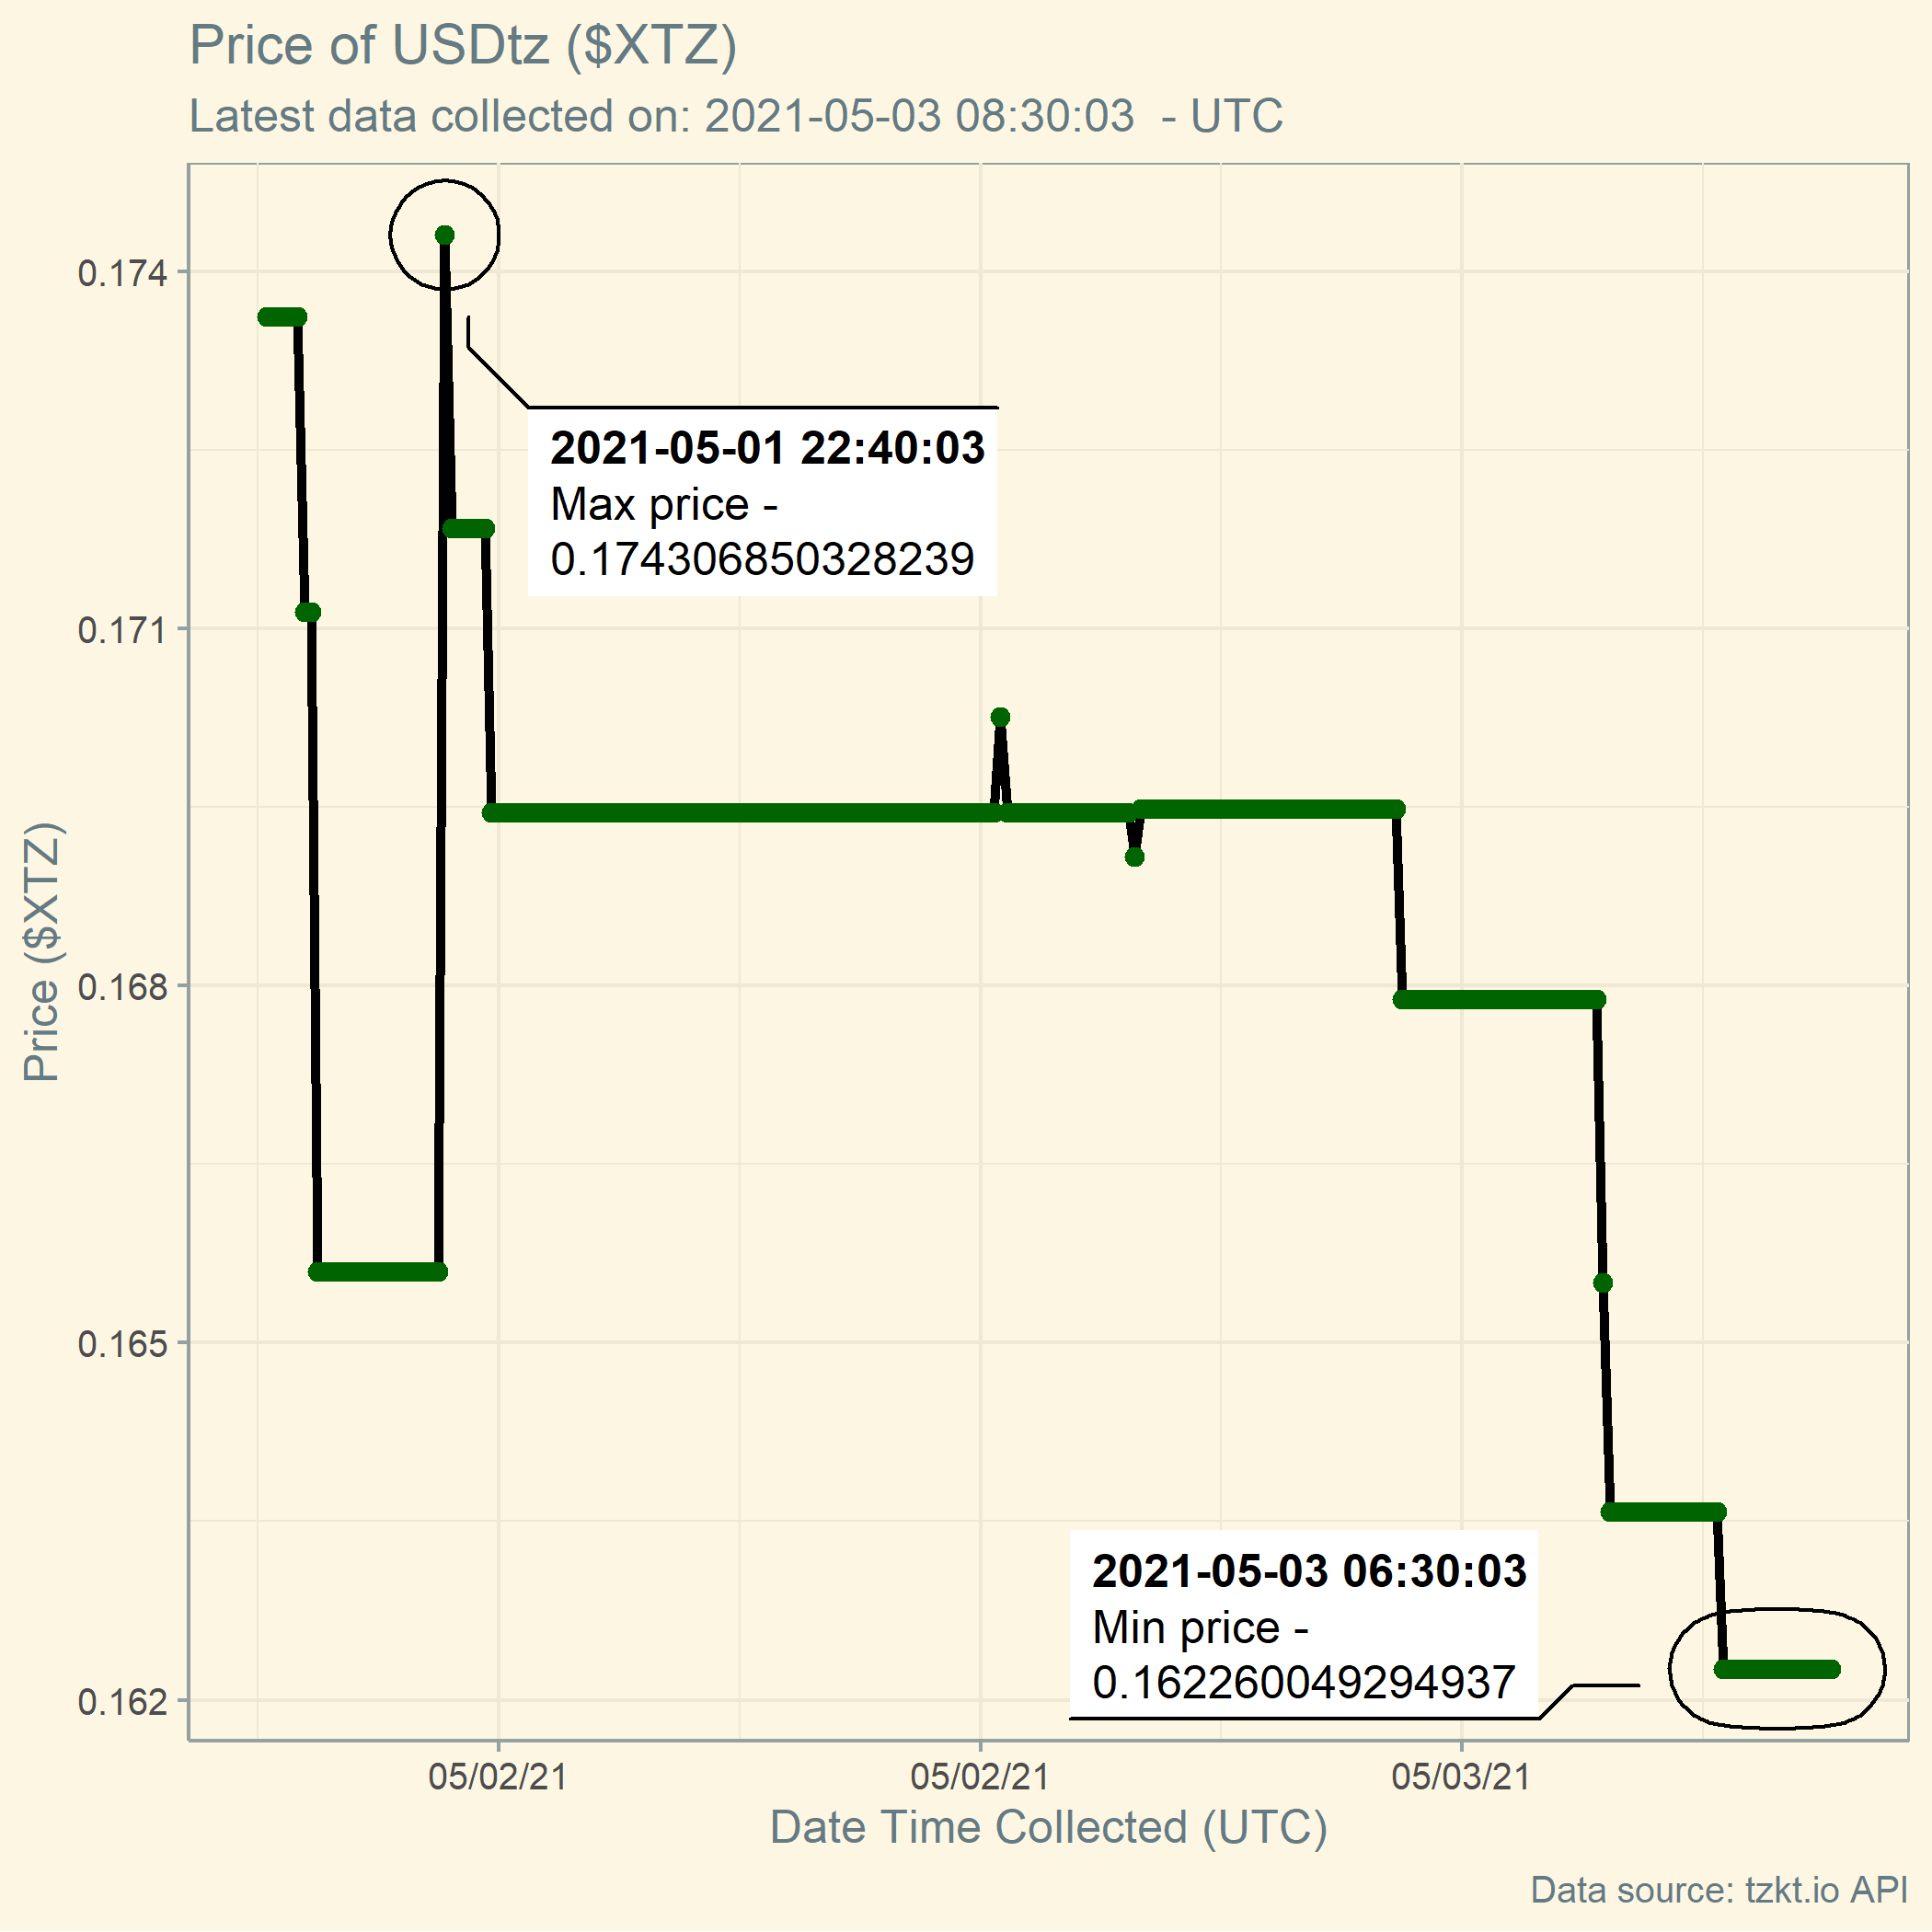 Price of USDtz ($XTZ)
Latest data collected on: 2021-05-03 08:30:03  - UTC
0.174
0.171
0.168
0.165
0.162
Price ($XTZ)
2021-05-01 22:40:03
Max price -
0.174306850328239
2021-05-03 06:30:03
Min price -
0.162260049294937
05/02/21
05/02/21
05/03/21
Date Time Collected (UTC)
Data source: tzkt.io API